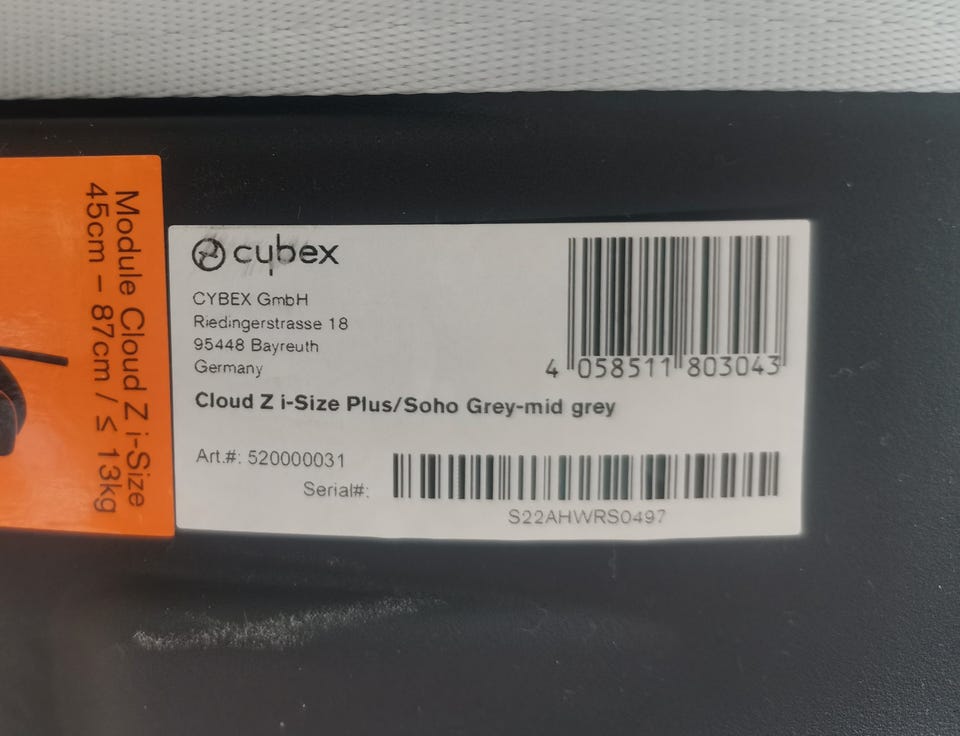 Module Cloud Z i-Size
45cm – 87cm / ≤ 13kg
cybex
CYBEX GmbH
Riedingerstrasse 18
95448 Bayreuth
Germany
4 058511 803043
Cloud Z i-Size Plus/Soho Grey-mid grey
Art.#: 520000031
Serial#:
S22AHWRS0497